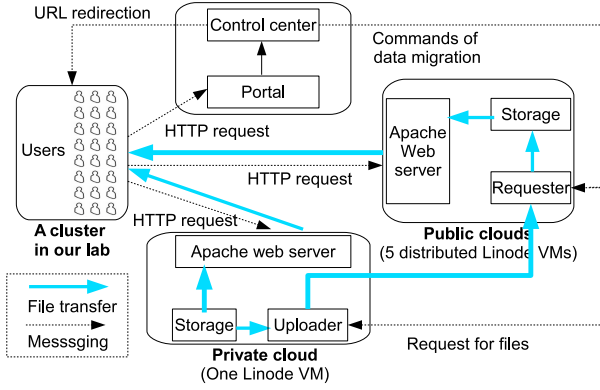 URL redirection
Control center
Commands of
data migration
Portal
Users
HTTP request
Apache
Web
server
Storage
Requester
HTTP request
HTTP request
A cluster
in our lab
Public clouds
(5 distributed Linode VMs)
Apache web server
File transfer
Messsging
Storage
Uploader
Private cloud
(One Linode VM)
Request for files